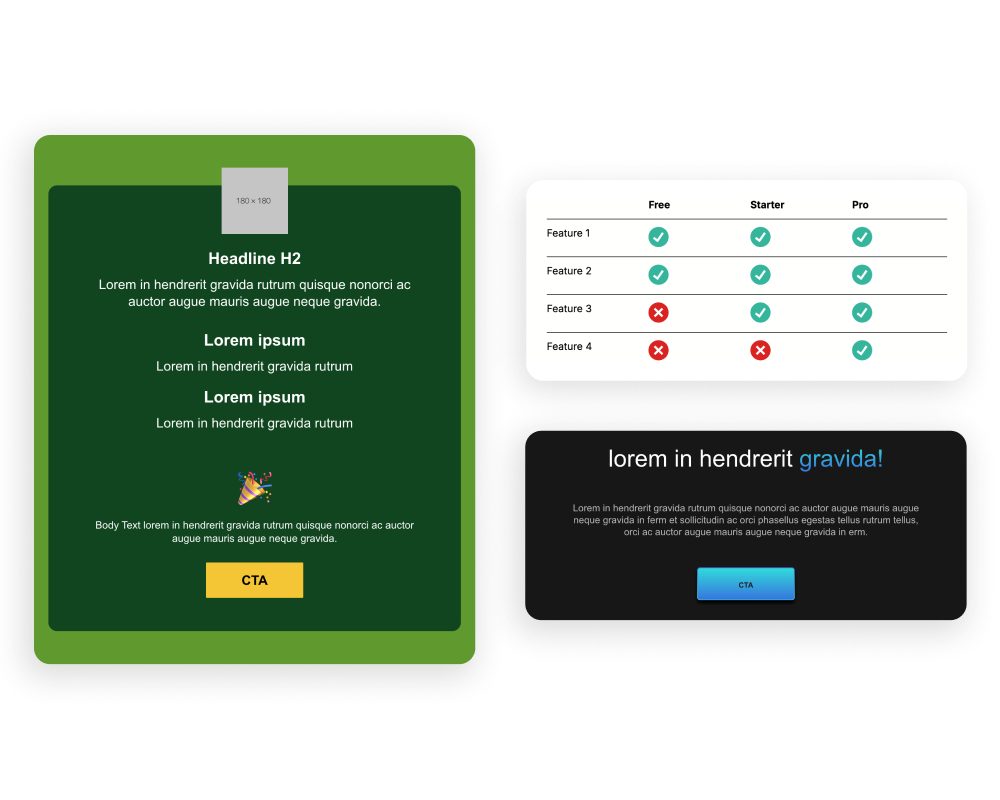 180 × 180
Headline H2
Lorem in hendrerit gravida rutrum quisque nonorci ac
auctor augue mauris augue neque gravida.
Lorem ipsum
Lorem in hendrerit gravida rutrum
Lorem ipsum
Lorem in hendrerit gravida rutrum
Body Text lorem in hendrerit gravida rutrum quisque nonorci ac auctor
augue mauris augue neque gravida.
CTA
Free Starter Pro
Feature 1
Feature 2
Feature 3
Feature 4
lorem in hendrerit gravida!
Lorem in hendrerit gravida rutrum quisque nonorci ac auctor augue mauris augue
neque gravida in ferm et sollicitudin ac orci phasellus egestas tellus rutrum tellus,
orci ac auctor augue mauris augue neque gravida in erm.
CTA